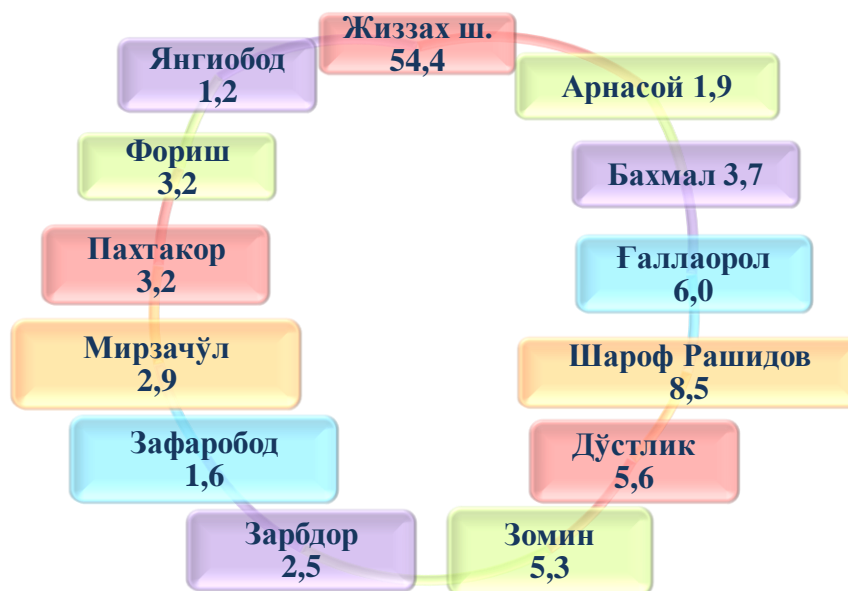 Жиззах ш.
54,4
Арнасой 1,9
Бахмал 3,7
Ғаллаорол
6,0
Шароф Рашидов
8,5
Дўстлик
5,6
Зомин
5,3
Зарбдор
2,5
Зафаробод
1,6
Мирзачўл
2,9
Пахтакор
3,2
Фориш
3,2
Янгиобод
1,2